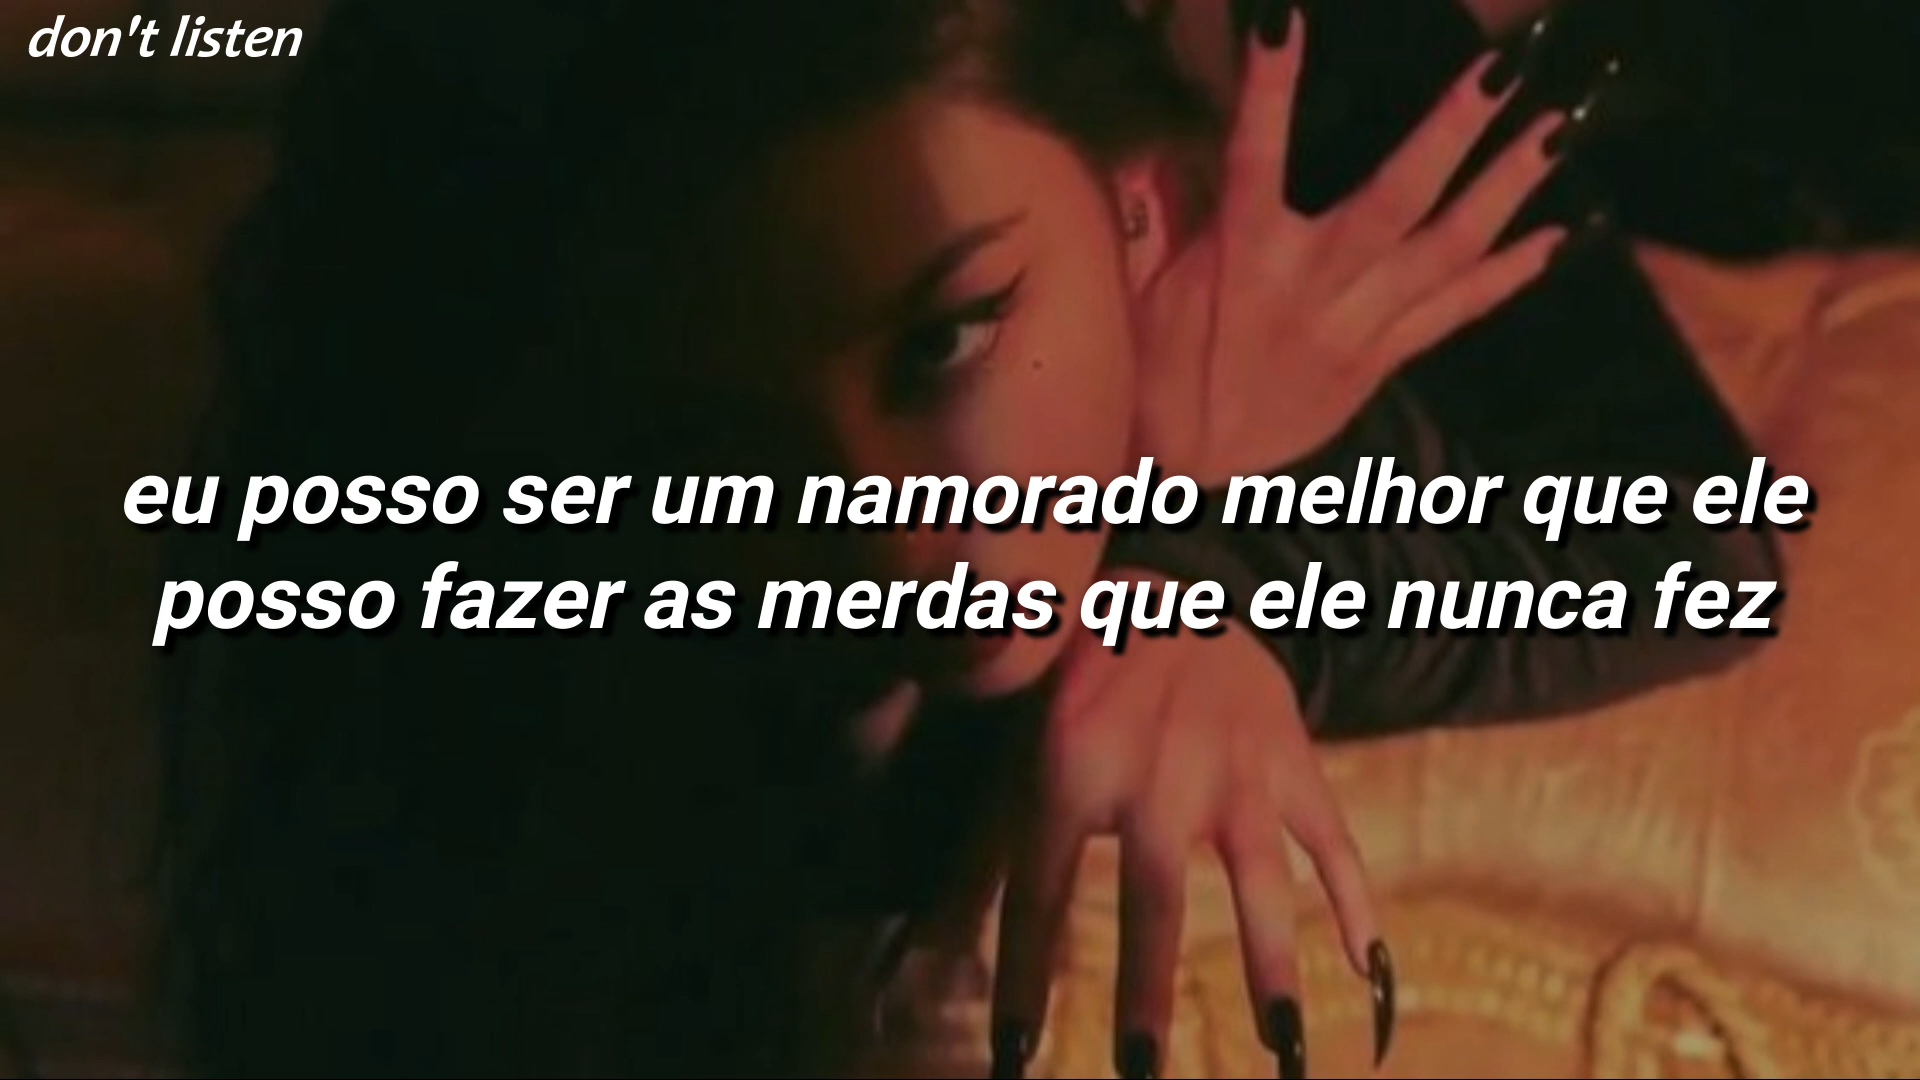 don't listen
eu posso ser um namorado melhor que ele
posso fazer as merdas que ele nunca fez